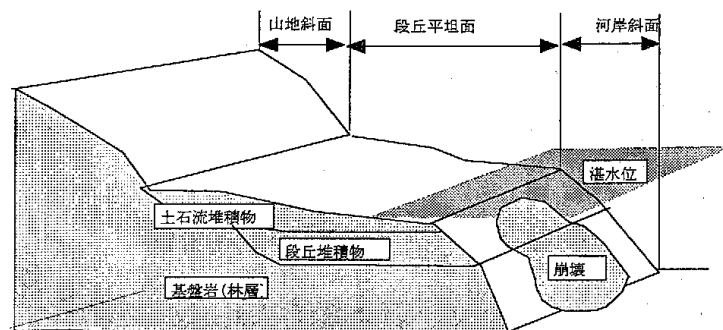 山地斜面
段丘平坦面
河岸斜面
湛水位
土石流堆積物
段丘堆積物
崩壊
基盤岩(林層)